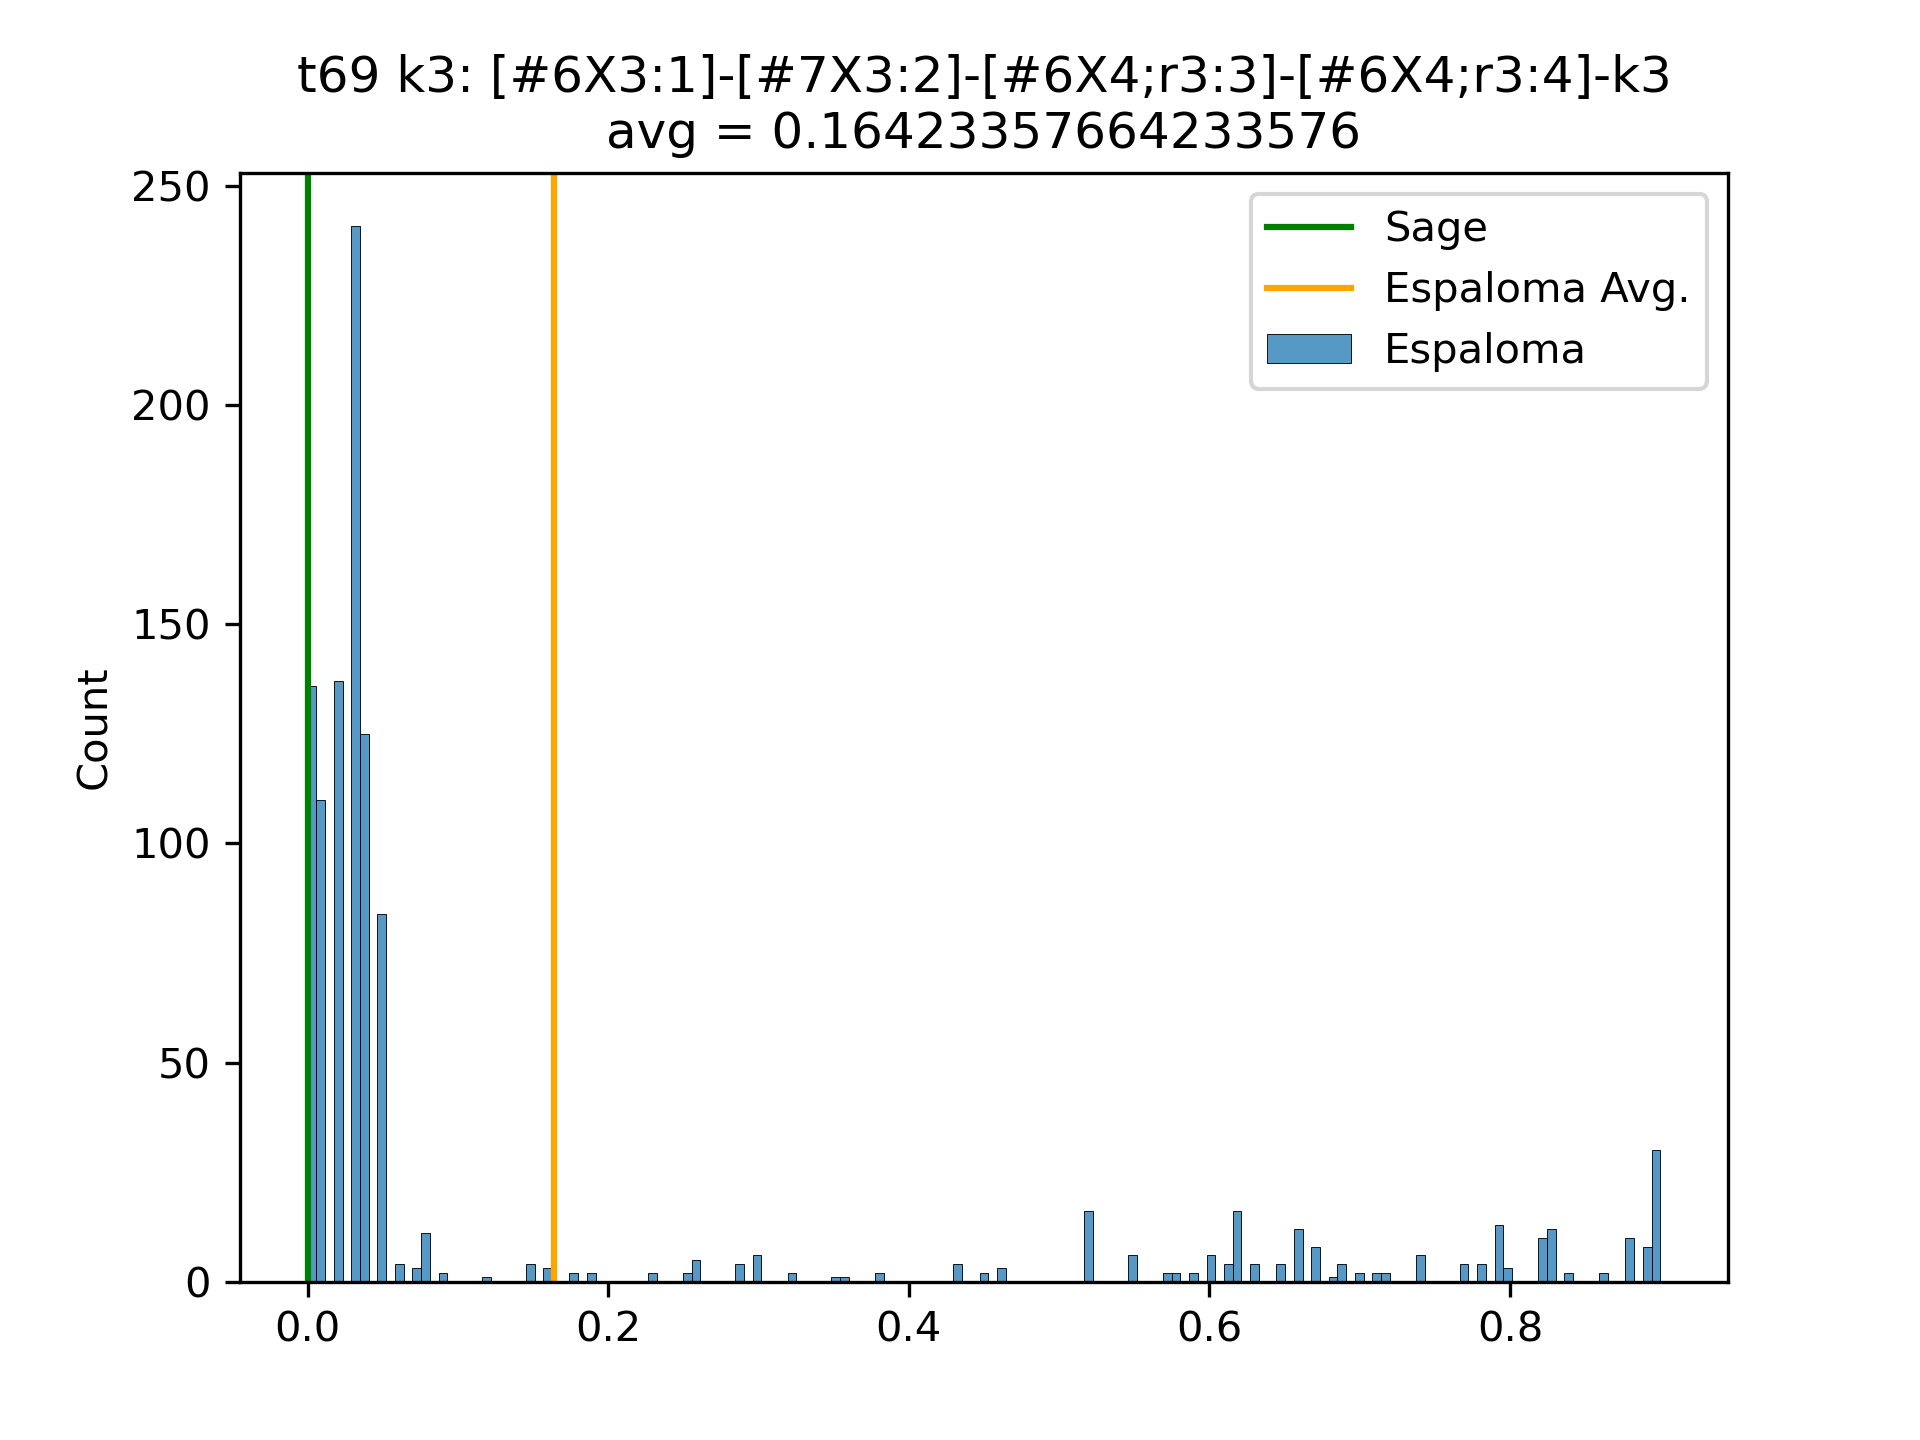 t69 k3: [#6X3:1]-[#7X3:2]-[#6X4;r3:3]-[#6X4;r3:4]-k3
avg = 0.16423357664233576
Sage
Espaloma Avg.
Espaloma
Count
250
200
150
100
50
0
0.0 0.2 0.4 0.6 0.8